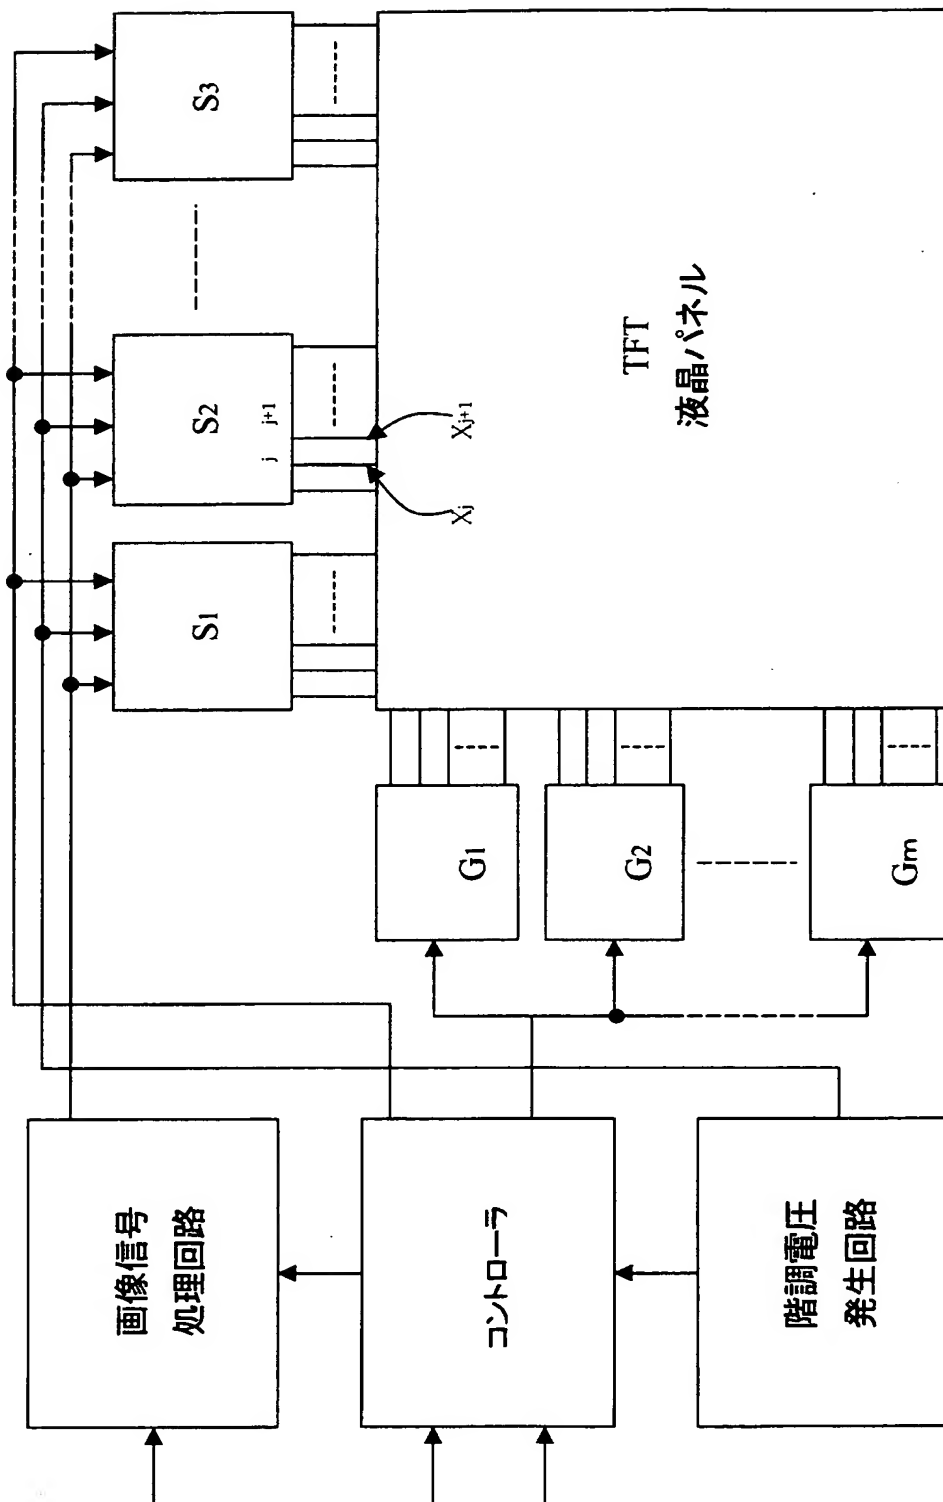 画像信号
処理回路
コントローラ
階調電圧
発生回路
G1
G2
Gm
S1
S2
S3
j
j+1
Xj
Xj+1
TFT
液晶パネル